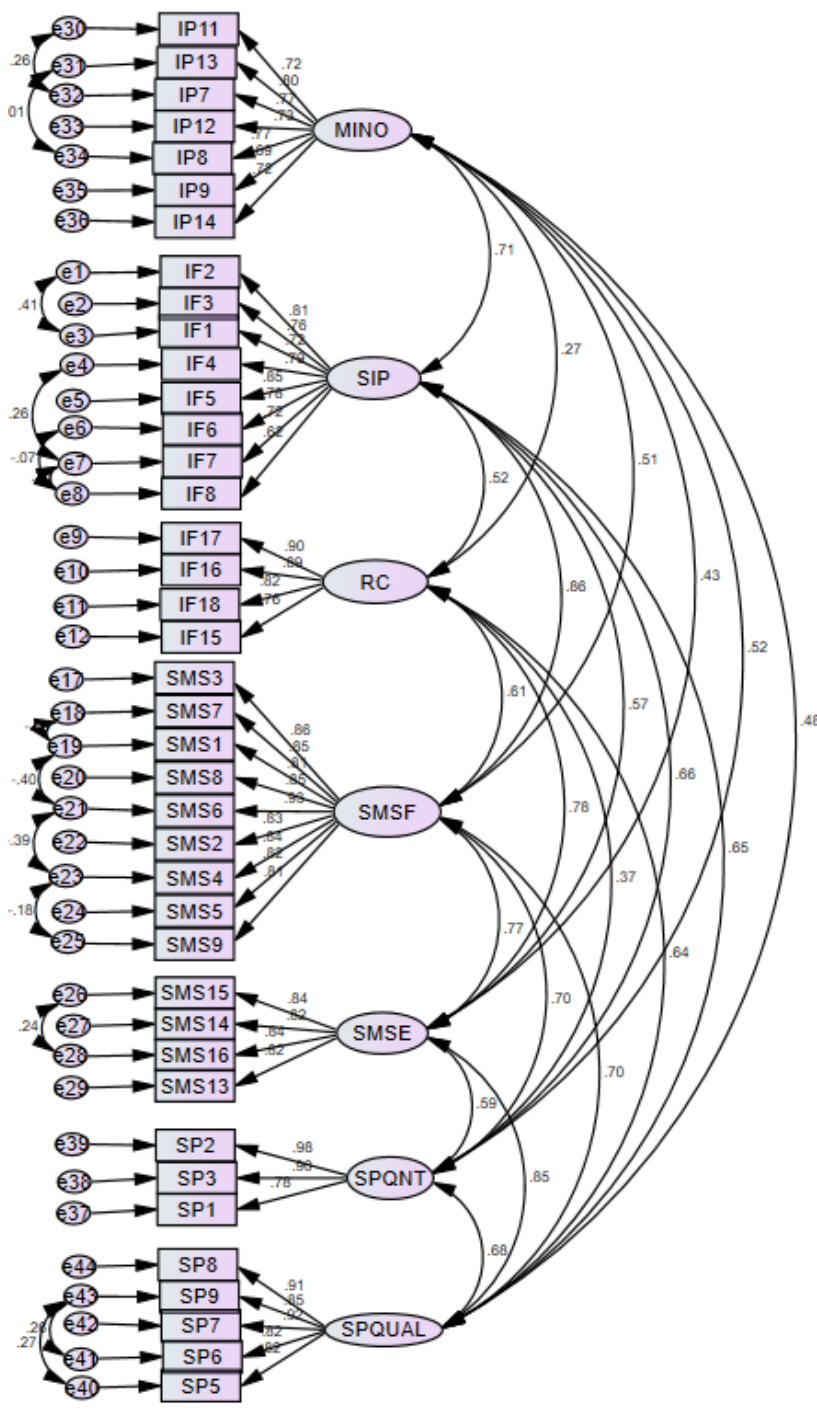 e30 IP11
e31 IP13
e32 IP7
e33 IP12
e34 IP8
e35 IP9
e36 IP14
.26
01
.72
.80
.77
.73
.77
.69
.72
MINO
e1 IF2
e2 IF3
e3 IF1
e4 IF4
e5 IF5
e6 IF6
e7 IF7
e8 IF8
.41
.26
-.07
.81
.76
.72
.79
.85
.78
.72
.62
SIP
e9 IF17
e10 IF16
e11 IF18
e12 IF15
.90
.89
.82
.76
RC
e17 SMS3
e18 SMS7
e19 SMS1
e20 SMS8
e21 SMS6
e22 SMS2
e23 SMS4
e24 SMS5
e25 SMS9
-.40
.39
-.18
.86
.85
.81
.85
.93
.83
.84
.82
.81
SMSF
e26 SMS15
e27 SMS14
e28 SMS16
e29 SMS13
.24
.84
.82
.84
.82
SMSE
e39 SP2
e38 SP3
e37 SP1
.98
.90
.78
SPQNT
e44 SP8
e43 SP9
e42 SP7
e41 SP6
e40 SP5
.26
.27
.91
.85
.92
.82
.82
SPQUAL
.71
.27
.51
.43
.52
.48
.52
.86
.57
.66
.65
.61
.78
.37
.64
.77
.70
.70
.59
.85
.68